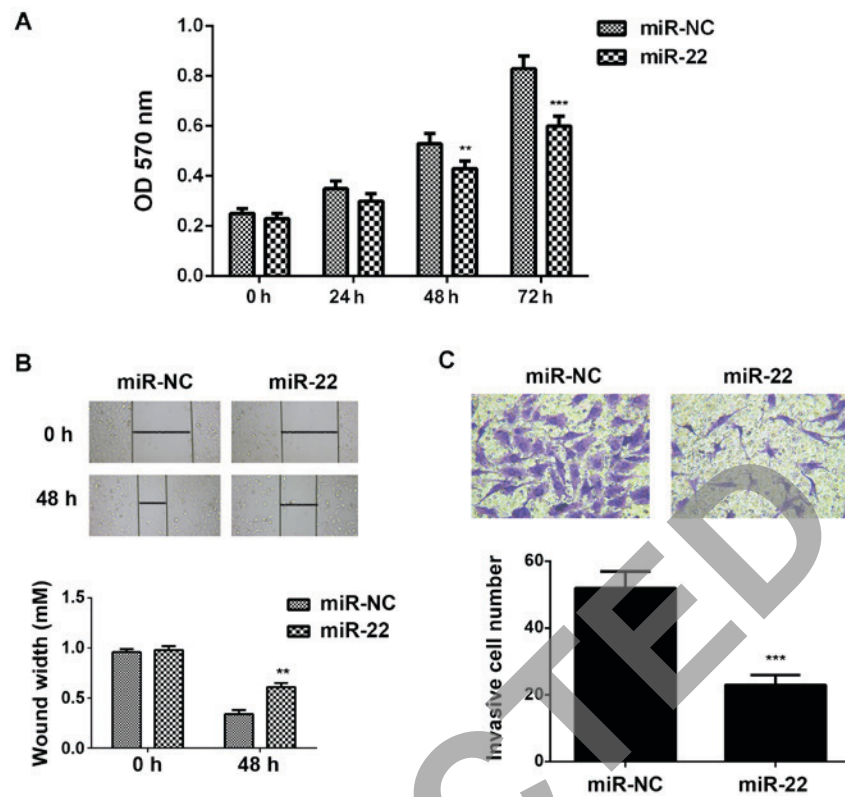 A
miR-NC
miR-22
OD 570 nm
1.0
0.8
0.6
0.4
0.2
0.0
**
***
0 h
24 h
48 h
72 h
B
miR-NC
miR-22
0 h
48 h
Wound width (mM)
1.5
1.0
0.5
0.0
miR-NC
miR-22
**
0 h
48 h
C
miR-NC
miR-22
Invasive cell number
60
40
20
0
***
miR-NC
miR-22
CTED